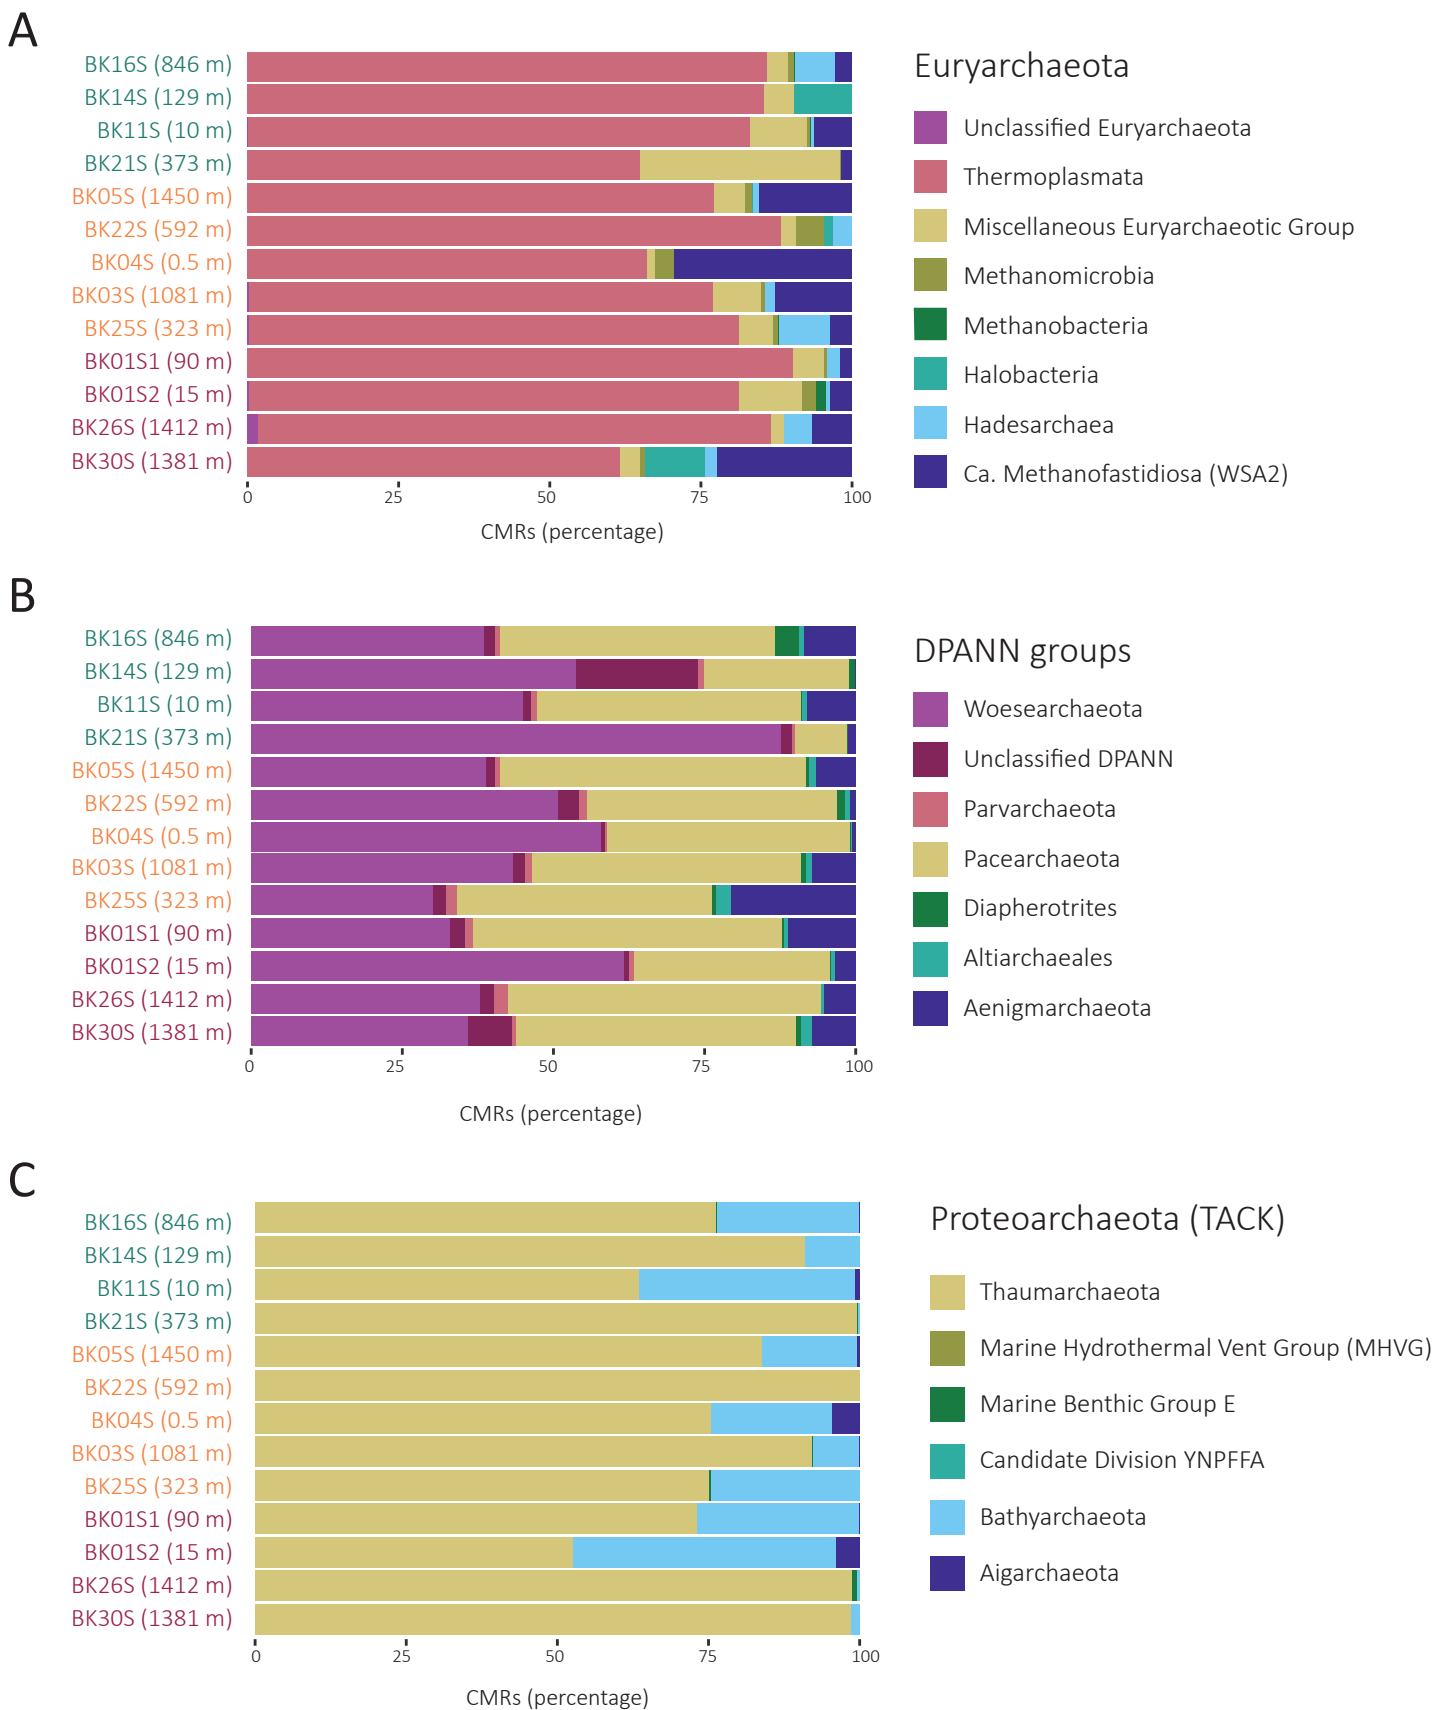 A
BK16S (846 m)
BK14S (129 m)
BK11S (10 m)
BK21S (373 m)
BK05S (1450 m)
BK22S (592 m)
BK04S (0.5 m)
BK03S (1081 m)
BK25S (323 m)
BK01S1 (90 m)
BK01S2 (15 m)
BK26S (1412 m)
BK30S (1381 m)
0 25 50 75 100
CMRs (percentage)
Euryarchaeota
Unclassified Euryarchaeota
Thermoplasmata
Miscellaneous Euryarchaeotic Group
Methanomicrobia
Methanobacteria
Halobacteria
Hadesarchaea
Ca. Methanofastidiosa (WSA2)
B
BK16S (846 m)
BK14S (129 m)
BK11S (10 m)
BK21S (373 m)
BK05S (1450 m)
BK22S (592 m)
BK04S (0.5 m)
BK03S (1081 m)
BK25S (323 m)
BK01S1 (90 m)
BK01S2 (15 m)
BK26S (1412 m)
BK30S (1381 m)
0 25 50 75 100
CMRs (percentage)
DPANN groups
Woesearchaeota
Unclassified DPANN
Parvarchaeota
Pacearchaeota
Diapherotrites
Altiarchaeales
Aenigmarchaeota
C
BK16S (846 m)
BK14S (129 m)
BK11S (10 m)
BK21S (373 m)
BK05S (1450 m)
BK22S (592 m)
BK04S (0.5 m)
BK03S (1081 m)
BK25S (323 m)
BK01S1 (90 m)
BK01S2 (15 m)
BK26S (1412 m)
BK30S (1381 m)
0 25 50 75 100
CMRs (percentage)
Proteoarchaeota (TACK)
Thaumarchaeota
Marine Hydrothermal Vent Group (MHVG)
Marine Benthic Group E
Candidate Division YNPFFA
Bathyarchaeota
Aigarchaeota